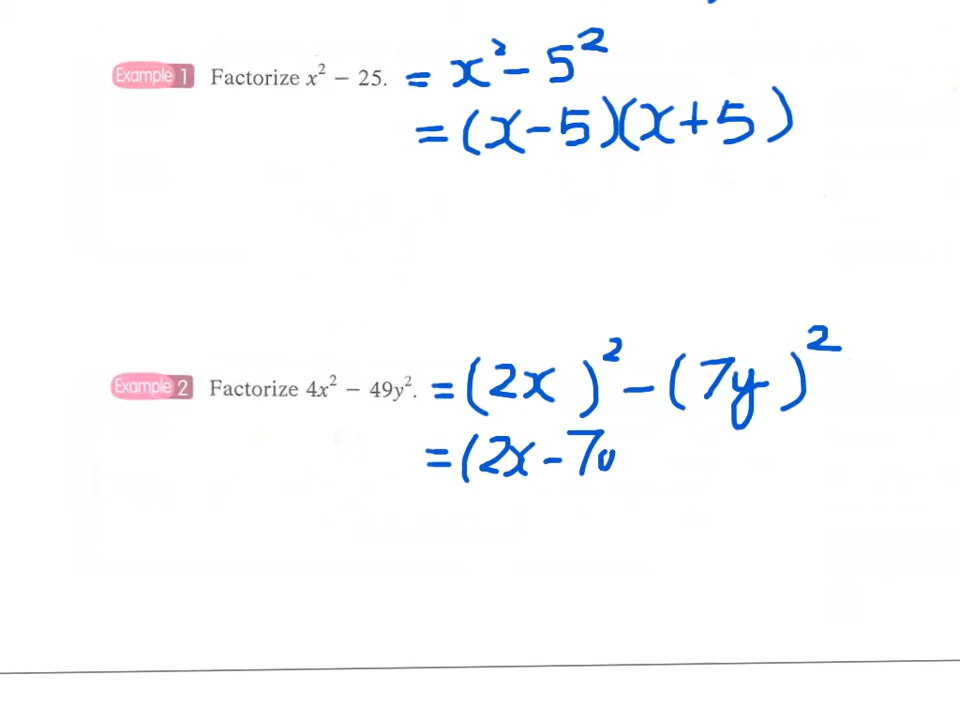 Example 1 Factorize x² − 25. = x² − 5²
= (x − 5)(x + 5)
Example 2 Factorize 4x² − 49y². = (2x)² − (7y)²
= (2x − 7